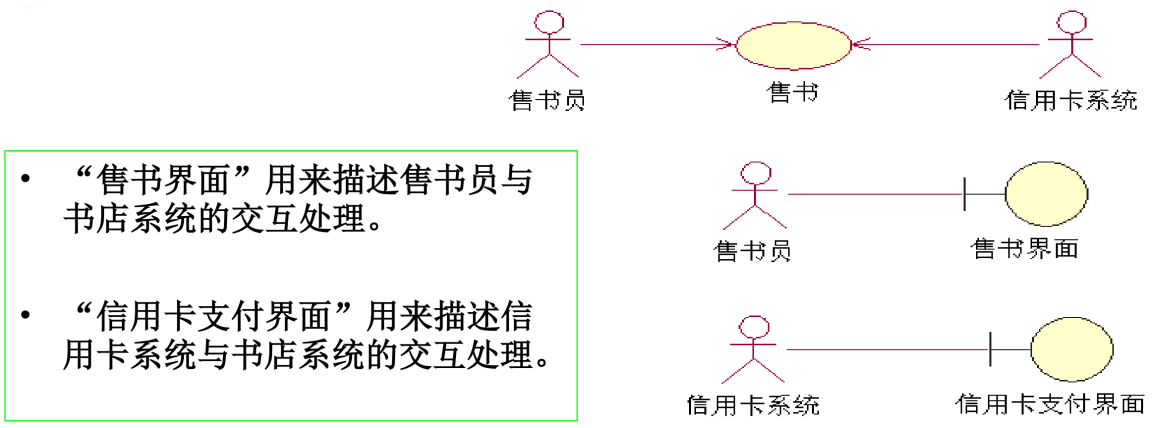 售书员
售书
信用卡系统
• “售书界面”用来描述售书员与
书店系统的交互处理。
• “信用卡支付界面”用来描述信
用卡系统与书店系统的交互处理。
售书员
售书界面
信用卡系统
信用卡支付界面